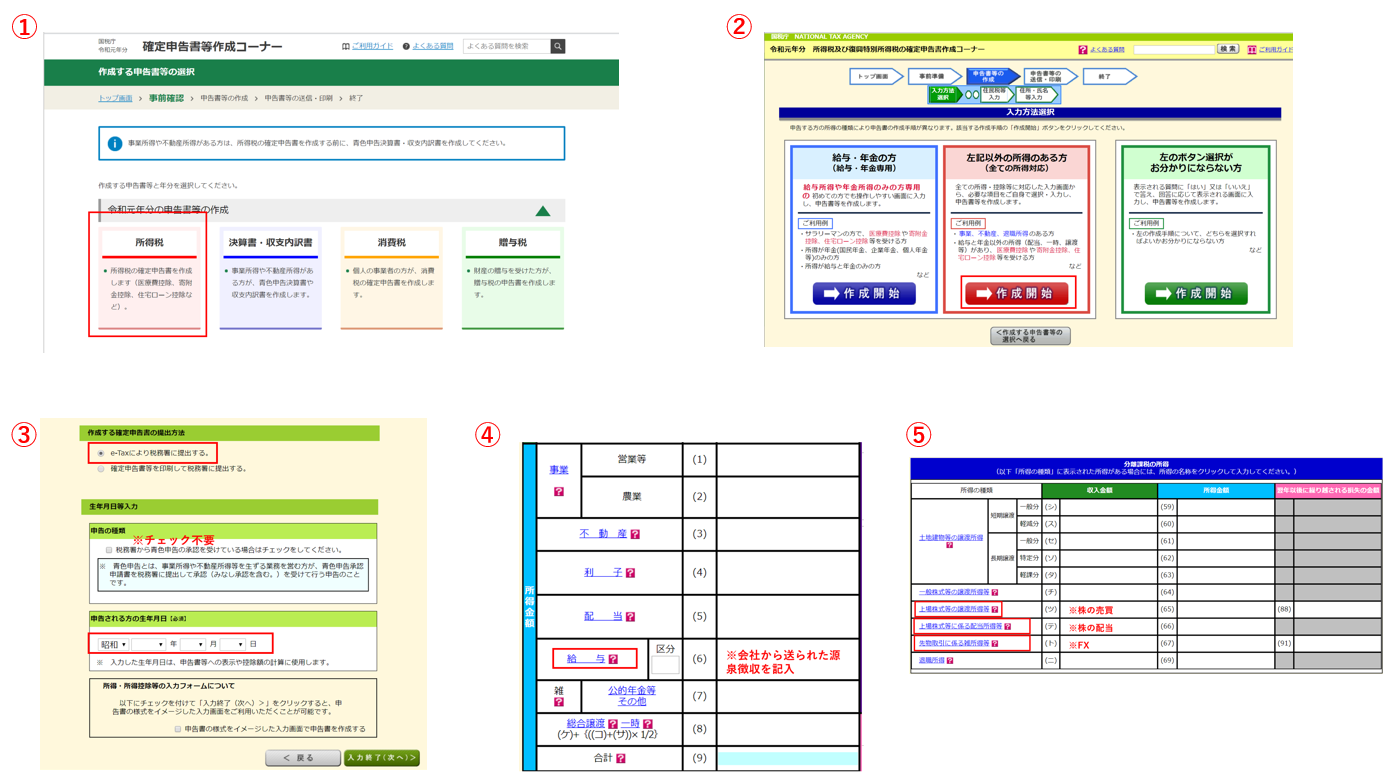 ①
国税庁
令和元年分
確定申告書等作成コーナー
ご利用ガイド
よくある質問
よくある質問を検索
作成する申告書等の選択
トップ画面 > 事前確認 > 申告書等の作成 > 申告書等の送信・印刷 > 終了
事業所得や不動産所得がある方は、所得税の確定申告書を作成する前に、青色申告決算書・収支内訳書を作成してください。
作成する申告書等と年分を選択してください。
令和元年分の申告書等の作成
所得税
• 所得税の確定申告書を作成
します（医療費控除、寄附
金控除、住宅ローン控除な
ど）。
決算書・収支内訳書
• 事業所得や不動産所得があ
る方が、青色申告決算書や
収支内訳書を作成します。
消費税
• 個人の事業者の方が、消費
税の確定申告書を作成しま
す。
贈与税
• 財産の贈与を受けた方が、
贈与税の申告書を作成しま
す。
②
国税庁 NATIONAL TAX AGENCY
令和元年分 所得税及び復興特別所得税の確定申告書作成コーナー
よくある質問
検 索
ご利用ガイド
トップ画面
事前準備
申告書等の
作成
申告書等の
送信・印刷
終了
入力方法
選択
住民税等
入力
住所・氏名
等入力
入力方法選択
申告する方の所得の種類により申告書の作成手順が異なります。該当する作成手順の「作成開始」ボタンをクリックしてください。
給与・年金の方
（給与・年金専用）
給与所得や年金所得のみの方専用
の 初めての方でも操作しやすい画面に入力
し、申告書等を作成します。
ご利用例
・サラリーマンの方で、医療費控除や寄附金
控除、住宅ローン控除等を受ける方
・所得が年金(国民年金、企業年金、個人年金
等)のみの方
・所得が給与と年金のみの方
など
作成開始
左記以外の所得のある方
（全ての所得対応）
全ての所得・控除等に対応した入力画面か
ら、必要な項目をご自身で選択・入力し、
申告書等を作成します。
ご利用例
・事業、不動産、退職所得のある方
・給与と年金以外の所得（配当、一時、譲渡
等）があり、医療費控除や寄附金控除、住
宅ローン控除等を受ける方
など
作成開始
左のボタン選択が
お分かりにならない方
表示される質問に「はい」又は「いいえ」
で答え、回答に応じて表示される画面に入
力し、申告書等を作成します。
ご利用例
・左の作成手順について、どちらを選択すれ
ばよいかお分かりにならない方
など
作成開始
＜作成する申告書等の
選択へ戻る
③
作成する確定申告書の提出方法
e-Taxにより税務署に提出する。
確定申告書等を印刷して税務署に提出する。
生年月日等入力
申告の種類
※チェック不要
税務署から青色申告の承認を受けている場合はチェックをしてください。
※ 青色申告とは、事業所得や不動産所得等を生ずる業務を営む方が、青色申告承認
申請書を税務署に提出して承認（みなし承認を含む。）を受けて行う申告のこと
です。
申告される方の生年月日【必須】
昭和 年 月 日
※ 入力した生年月日は、申告書等への表示や控除額の計算に使用します。
所得・所得控除等の入力フォームについて
以下にチェックを付けて「入力終了（次へ）＞」をクリックすると、申
告書の様式をイメージした入力画面をご利用いただくことが可能です。
申告書の様式をイメージした入力画面で申告書を作成する
＜ 戻る
入力終了(次へ)＞
④
所得金額
事業
営業等 (1)
農業 (2)
不動産 (3)
利子 (4)
配当 (5)
給与 区分 (6)
※会社から送られた源
泉徴収を記入
雑
公的年金等
その他
(7)
総合譲渡 一時
(ケ)+｛((コ)+(サ))×1/2｝
(8)
合計 (9)
⑤
分離課税の所得
（以下「所得の種類」に表示された所得がある場合には、所得の名称をクリックして入力してください。）
所得の種類 収入金額 所得金額 翌年以後に繰り越される損失の金額
土地建物等の譲渡所得
短期譲渡
一般分 (シ) (59)
軽減分 (ス) (60)
長期譲渡
一般分 (セ) (61)
特定分 (ソ) (62)
軽課分 (タ) (63)
一般株式等の譲渡所得等 (チ) (64)
上場株式等の譲渡所得等 (ツ) ※株の売買 (65) (88)
上場株式等に係る配当所得等 (テ) ※株の配当 (66)
先物取引に係る雑所得等 (ト) ※FX (67) (91)
退職所得 (ニ) (69)